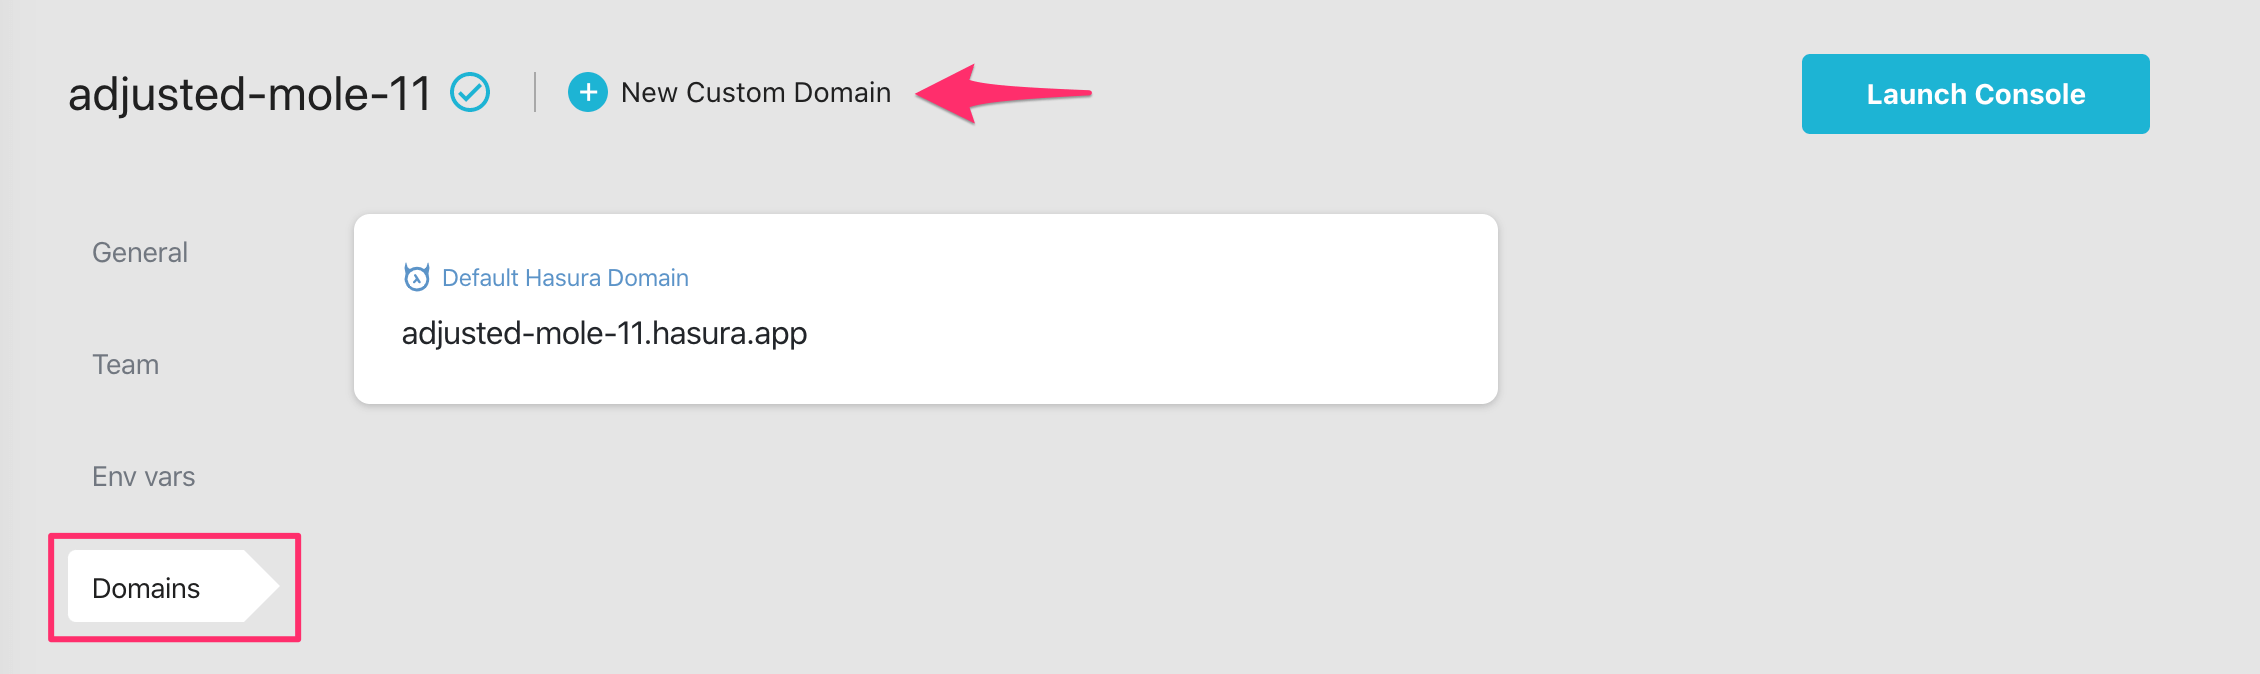 adjusted-mole-11
New Custom Domain
Launch Console
General
Team
Env vars
Domains
Default Hasura Domain
adjusted-mole-11.hasura.app